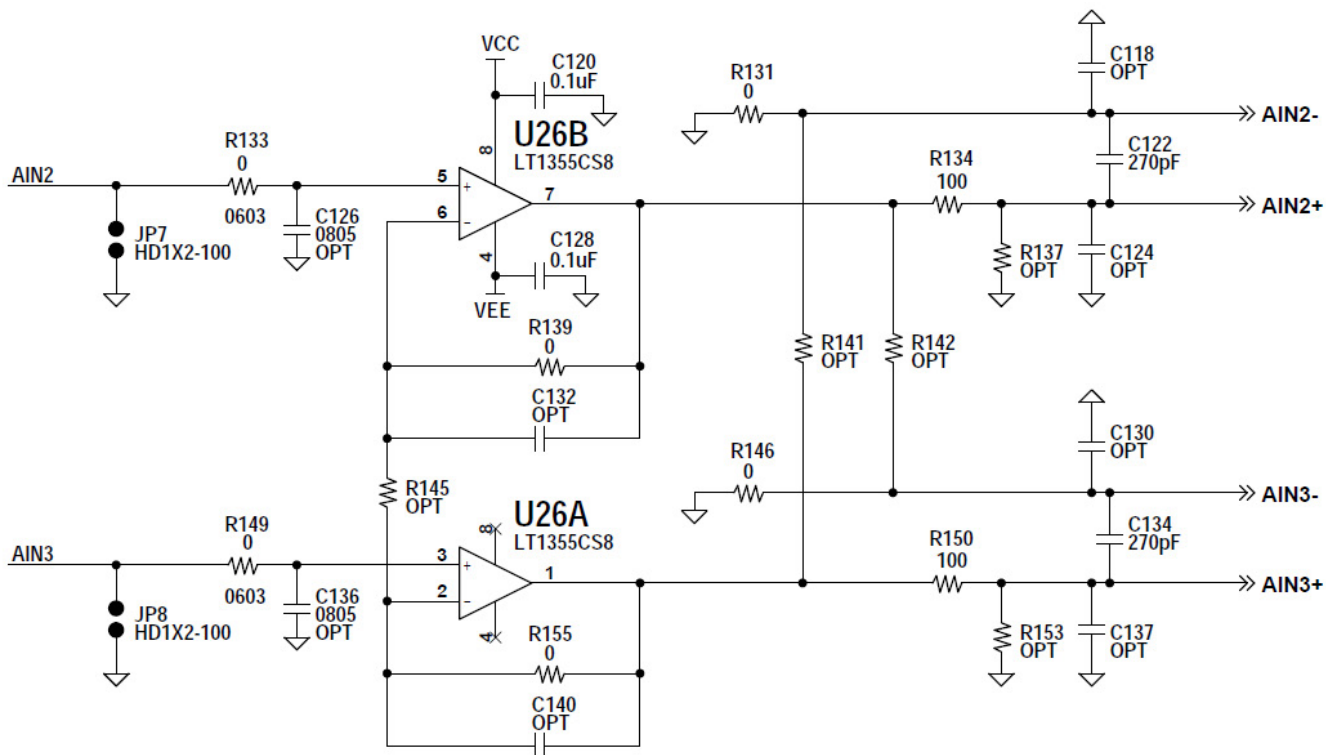 VCC
C120
0.1uF
U26B
LT1355CS8
8
R133
0
0603
AIN2
5
+
6
−
7
4
JP7
HD1X2-100
C126
0805
OPT
C128
0.1uF
VEE
R139
0
C132
OPT
R131
0
C118
OPT
AIN2-
C122
270pF
R134
100
AIN2+
R137
OPT
C124
OPT
R141
OPT
R142
OPT
R145
OPT
U26A
LT1355CS8
8
R149
0
0603
AIN3
3
+
2
−
1
4
JP8
HD1X2-100
C136
0805
OPT
R155
0
C140
OPT
R146
0
C130
OPT
AIN3-
C134
270pF
R150
100
AIN3+
R153
OPT
C137
OPT